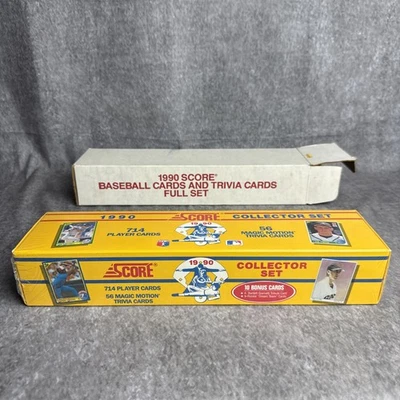 1990 SCORE®
BASEBALL CARDS AND TRIVIA CARDS
FULL SET
1990
SCORE
COLLECTOR SET
714
PLAYER CARDS
56
MAGIC MOTION
TRIVIA CARDS
SCORE
1990
COLLECTOR
SET
714 PLAYER CARDS
56 MAGIC MOTION
TRIVIA CARDS
10 BONUS CARDS